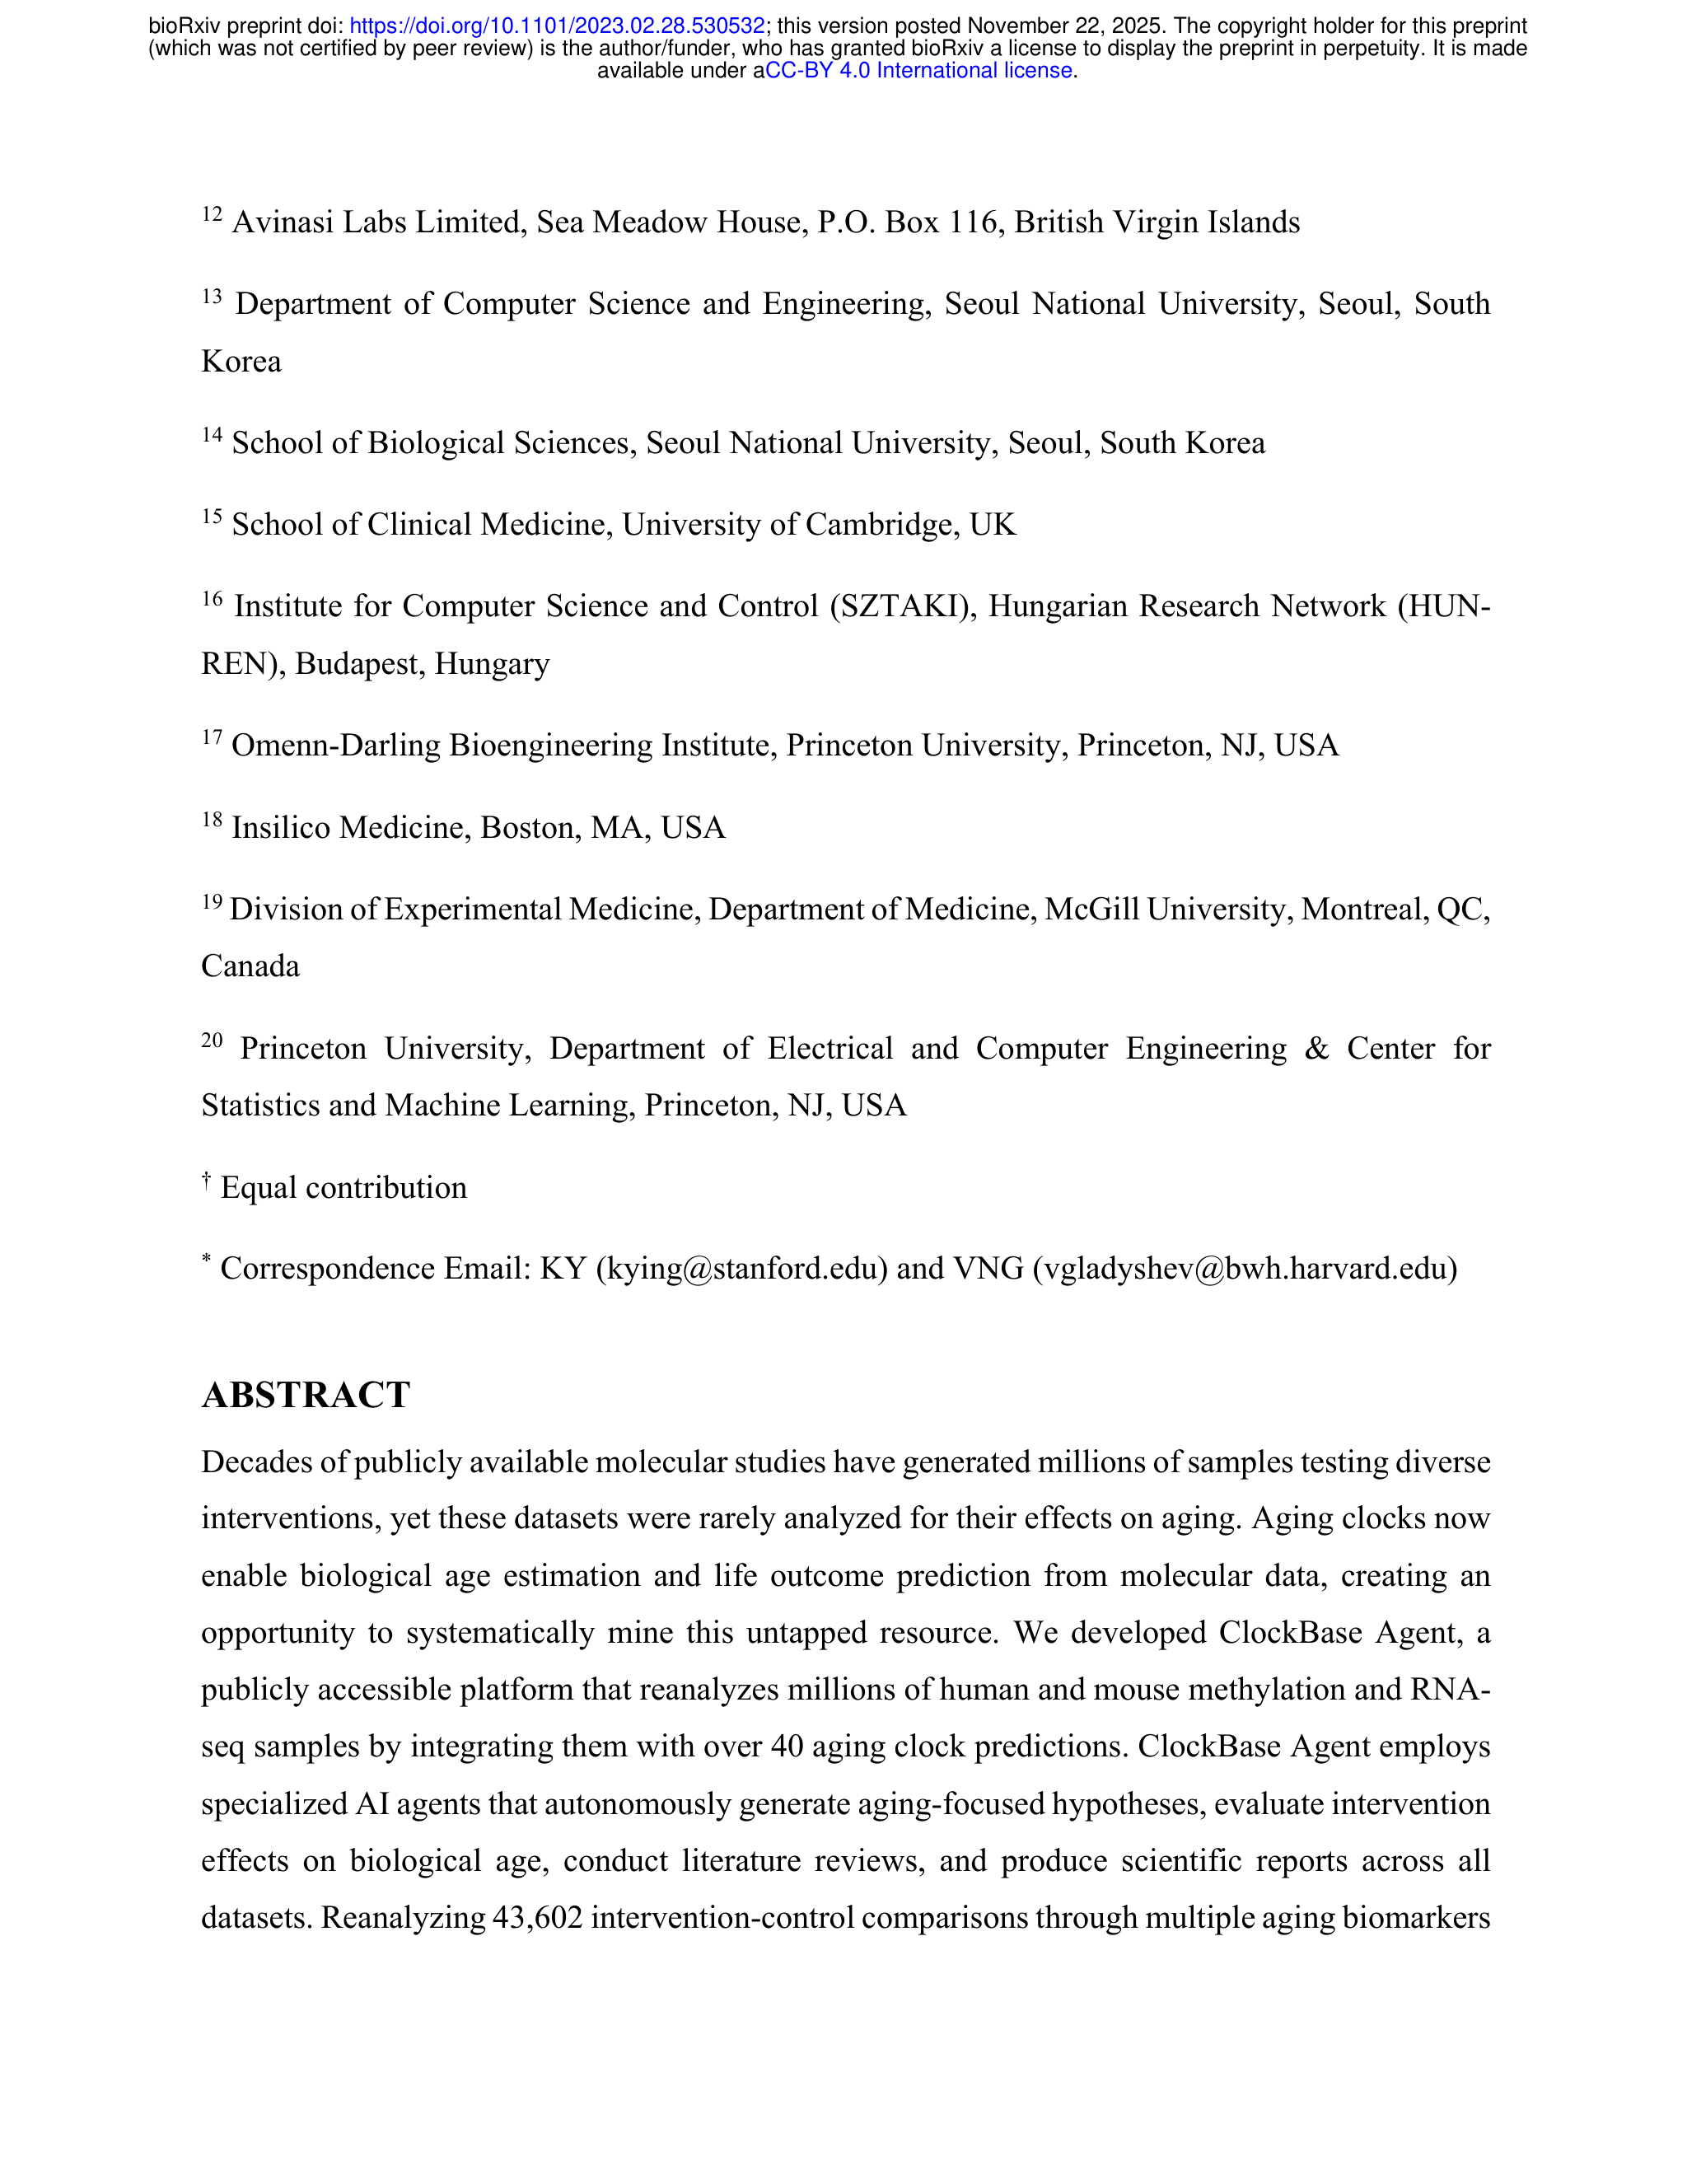 bioRxiv preprint doi: https://doi.org/10.1101/2023.02.28.530532; this version posted November 22, 2025. The copyright holder for this preprint
(which was not certified by peer review) is the author/funder, who has granted bioRxiv a license to display the preprint in perpetuity. It is made
available under aCC-BY 4.0 International license.
12 Avinasi Labs Limited, Sea Meadow House, P.O. Box 116, British Virgin Islands
13 Department of Computer Science and Engineering, Seoul National University, Seoul, South
Korea
14 School of Biological Sciences, Seoul National University, Seoul, South Korea
15 School of Clinical Medicine, University of Cambridge, UK
16 Institute for Computer Science and Control (SZTAKI), Hungarian Research Network (HUN-
REN), Budapest, Hungary
17 Omenn-Darling Bioengineering Institute, Princeton University, Princeton, NJ, USA
18 Insilico Medicine, Boston, MA, USA
19 Division of Experimental Medicine, Department of Medicine, McGill University, Montreal, QC,
Canada
20 Princeton University, Department of Electrical and Computer Engineering & Center for
Statistics and Machine Learning, Princeton, NJ, USA
† Equal contribution
* Correspondence Email: KY (kying@stanford.edu) and VNG (vgladyshev@bwh.harvard.edu)
ABSTRACT
Decades of publicly available molecular studies have generated millions of samples testing diverse
interventions, yet these datasets were rarely analyzed for their effects on aging. Aging clocks now
enable biological age estimation and life outcome prediction from molecular data, creating an
opportunity to systematically mine this untapped resource. We developed ClockBase Agent, a
publicly accessible platform that reanalyzes millions of human and mouse methylation and RNA-
seq samples by integrating them with over 40 aging clock predictions. ClockBase Agent employs
specialized AI agents that autonomously generate aging-focused hypotheses, evaluate intervention
effects on biological age, conduct literature reviews, and produce scientific reports across all
datasets. Reanalyzing 43,602 intervention-control comparisons through multiple aging biomarkers